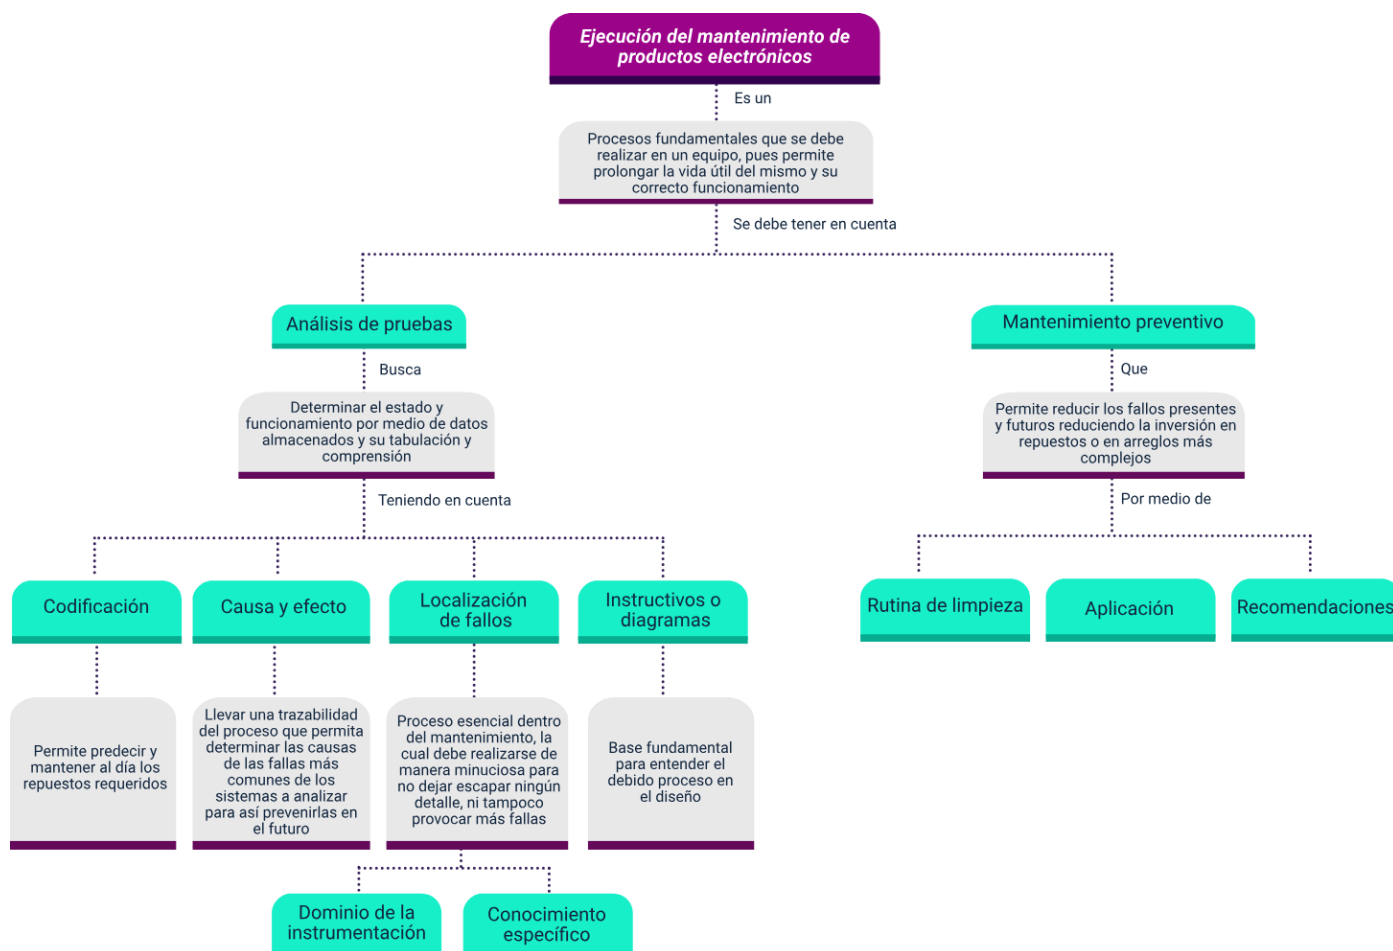 Ejecución del mantenimiento de
productos electrónicos
Es un
Procesos fundamentales que se debe
realizar en un equipo, pues permite
prolongar la vida útil del mismo y su
correcto funcionamiento
Se debe tener en cuenta
Análisis de pruebas
Busca
Determinar el estado y
funcionamiento por medio de datos
almacenados y su tabulación y
comprensión
Teniendo en cuenta
Codificación
Permite predecir y
mantener al día los
repuestos requeridos
Causa y efecto
Llevar una trazabilidad
del proceso que permita
determinar las causas
de las fallas más
comunes de los
sistemas a analizar
para así prevenirlas en
el futuro
Localización
de fallos
Proceso esencial dentro
del mantenimiento, la
cual debe realizarse de
manera minuciosa para
no dejar escapar ningún
detalle, ni tampoco
provocar más fallas
Dominio de la
instrumentación
Conocimiento
específico
Instructivos o
diagramas
Base fundamental
para entender el
debido proceso en
el diseño
Mantenimiento preventivo
Que
Permite reducir los fallos presentes
y futuros reduciendo la inversión en
repuestos o en arreglos más
complejos
Por medio de
Rutina de limpieza
Aplicación
Recomendaciones